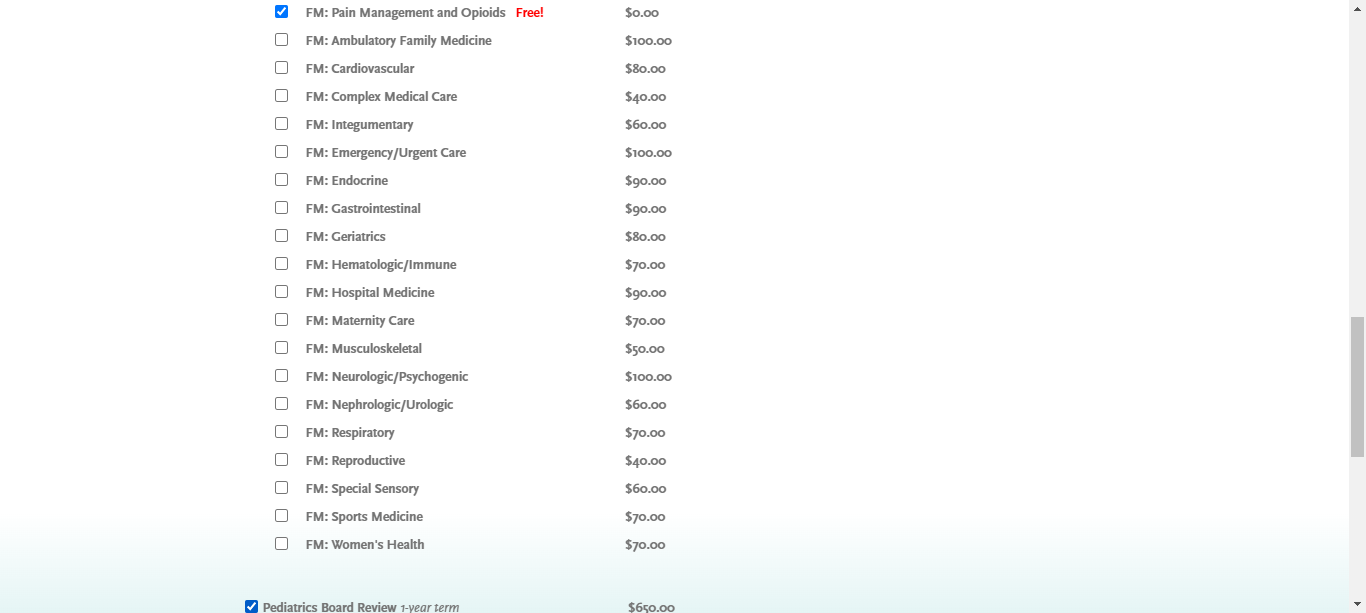 FM: Pain Management and Opioids Free! $0.00
FM: Ambulatory Family Medicine $100.00
FM: Cardiovascular $80.00
FM: Complex Medical Care $40.00
FM: Integumentary $60.00
FM: Emergency/Urgent Care $100.00
FM: Endocrine $90.00
FM: Gastrointestinal $90.00
FM: Geriatrics $80.00
FM: Hematologic/Immune $70.00
FM: Hospital Medicine $90.00
FM: Maternity Care $70.00
FM: Musculoskeletal $50.00
FM: Neurologic/Psychogenic $100.00
FM: Nephrologic/Urologic $60.00
FM: Respiratory $70.00
FM: Reproductive $40.00
FM: Special Sensory $60.00
FM: Sports Medicine $70.00
FM: Women's Health $70.00
Pediatrics Board Review 1-year term $650.00